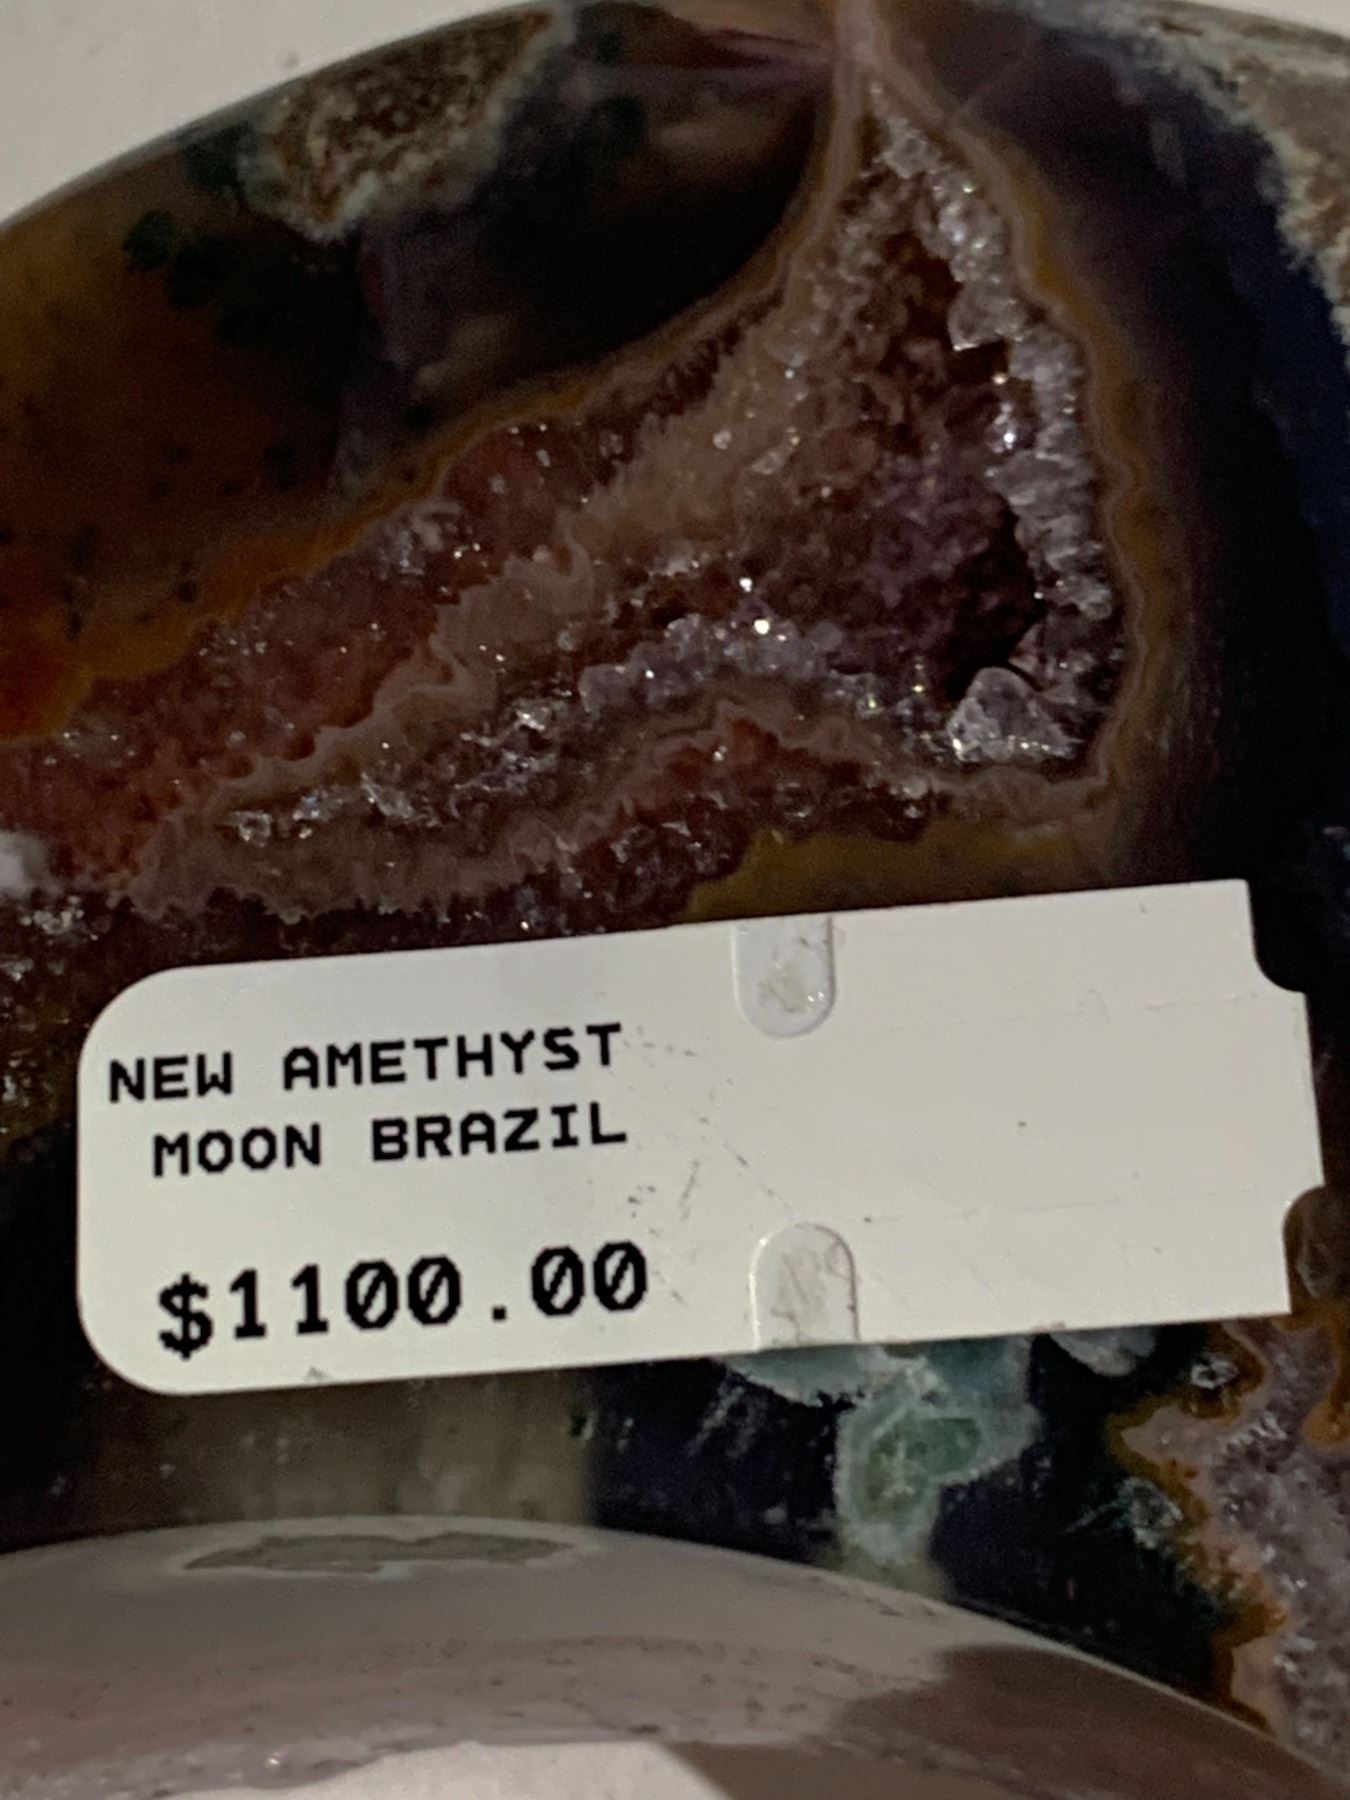 NEW AMETHYST
MOON BRAZIL
$1100.00